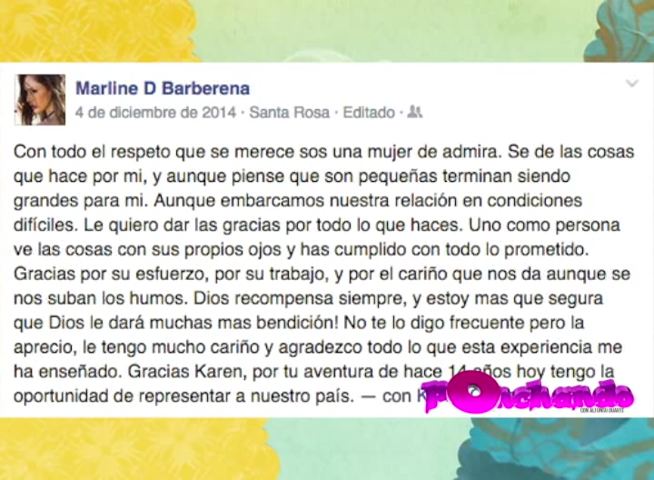 Marline D Barberena
4 de diciembre de 2014 · Santa Rosa · Editado ·
Con todo el respeto que se merece sos una mujer de admira. Se de las cosas
que hace por mi, y aunque piense que son pequeñas terminan siendo
grandes para mi. Aunque embarcamos nuestra relación en condiciones
difíciles. Le quiero dar las gracias por todo lo que haces. Uno como persona
ve las cosas con sus propios ojos y has cumplido con todo lo prometido.
Gracias por su esfuerzo, por su trabajo, y por el cariño que nos da aunque se
nos suban los humos. Dios recompensa siempre, y estoy mas que segura
que Dios le dará muchas mas bendición! No te lo digo frecuente pero la
aprecio, le tengo mucho cariño y agradezco todo lo que esta experiencia me
ha enseñado. Gracias Karen, por tu aventura de hace 14 años hoy tengo la
oportunidad de representar a nuestro país. — con
Ponchando
CON ALFONSO DUARTE